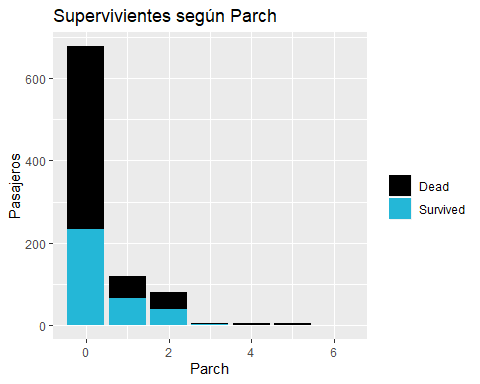 Supervivientes según Parch
Pasajeros
600
400
200
0
0 2 4 6
Parch
Dead
Survived